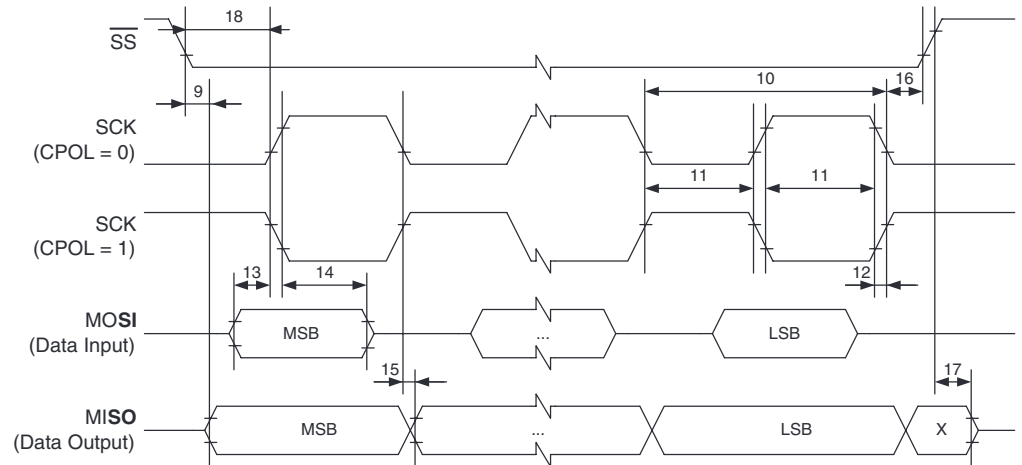 18
SS
10
9
16
SCK
(CPOL = 0)
11
11
SCK
(CPOL = 1)
13
14
12
MOSI
(Data Input)
MSB
...
LSB
15
17
MISO
(Data Output)
MSB
...
LSB
X